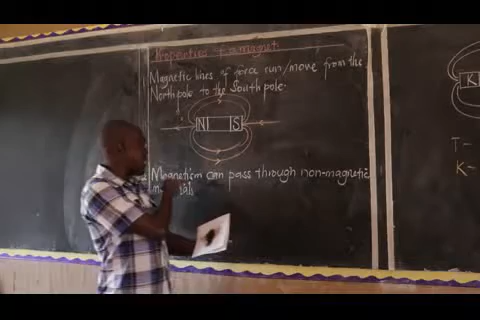 Properties of a magnet
Magnetic lines of force run/move from the
North pole to the South pole.
N S
Magnetism can pass through non-magnetic
materials
K
T-
K-